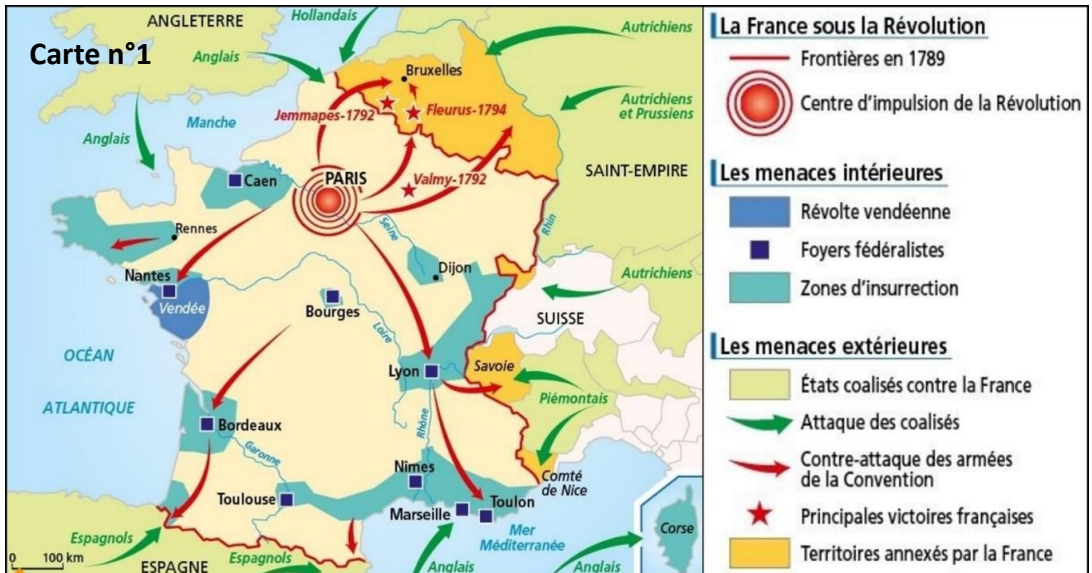 Carte n°1
ANGLETERRE
Hollandais
Autrichiens
Anglais
Bruxelles
Jemmapes-1792
Fleurus-1794
Autrichiens
et Prussiens
Manche
Anglais
Caen
PARIS
Valmy-1792
SAINT-EMPIRE
Rennes
Seine
Rhin
Nantes
Dijon
Autrichiens
Vendée
Bourges
Loire
SUISSE
OCÉAN
ATLANTIQUE
Lyon
Savoie
Piémontais
Bordeaux
Rhône
Garonne
Nimes
Comté
de Nice
Toulouse
Toulon
Marseille
Mer
Méditerranée
Corse
Espagnols
Espagnols
0 100 km
ESPAGNE
Anglais
Anglais
La France sous la Révolution
Frontières en 1789
Centre d'impulsion de la Révolution
Les menaces intérieures
Révolte vendéenne
Foyers fédéralistes
Zones d'insurrection
Les menaces extérieures
États coalisés contre la France
Attaque des coalisés
Contre-attaque des armées
de la Convention
Principales victoires françaises
Territoires annexés par la France